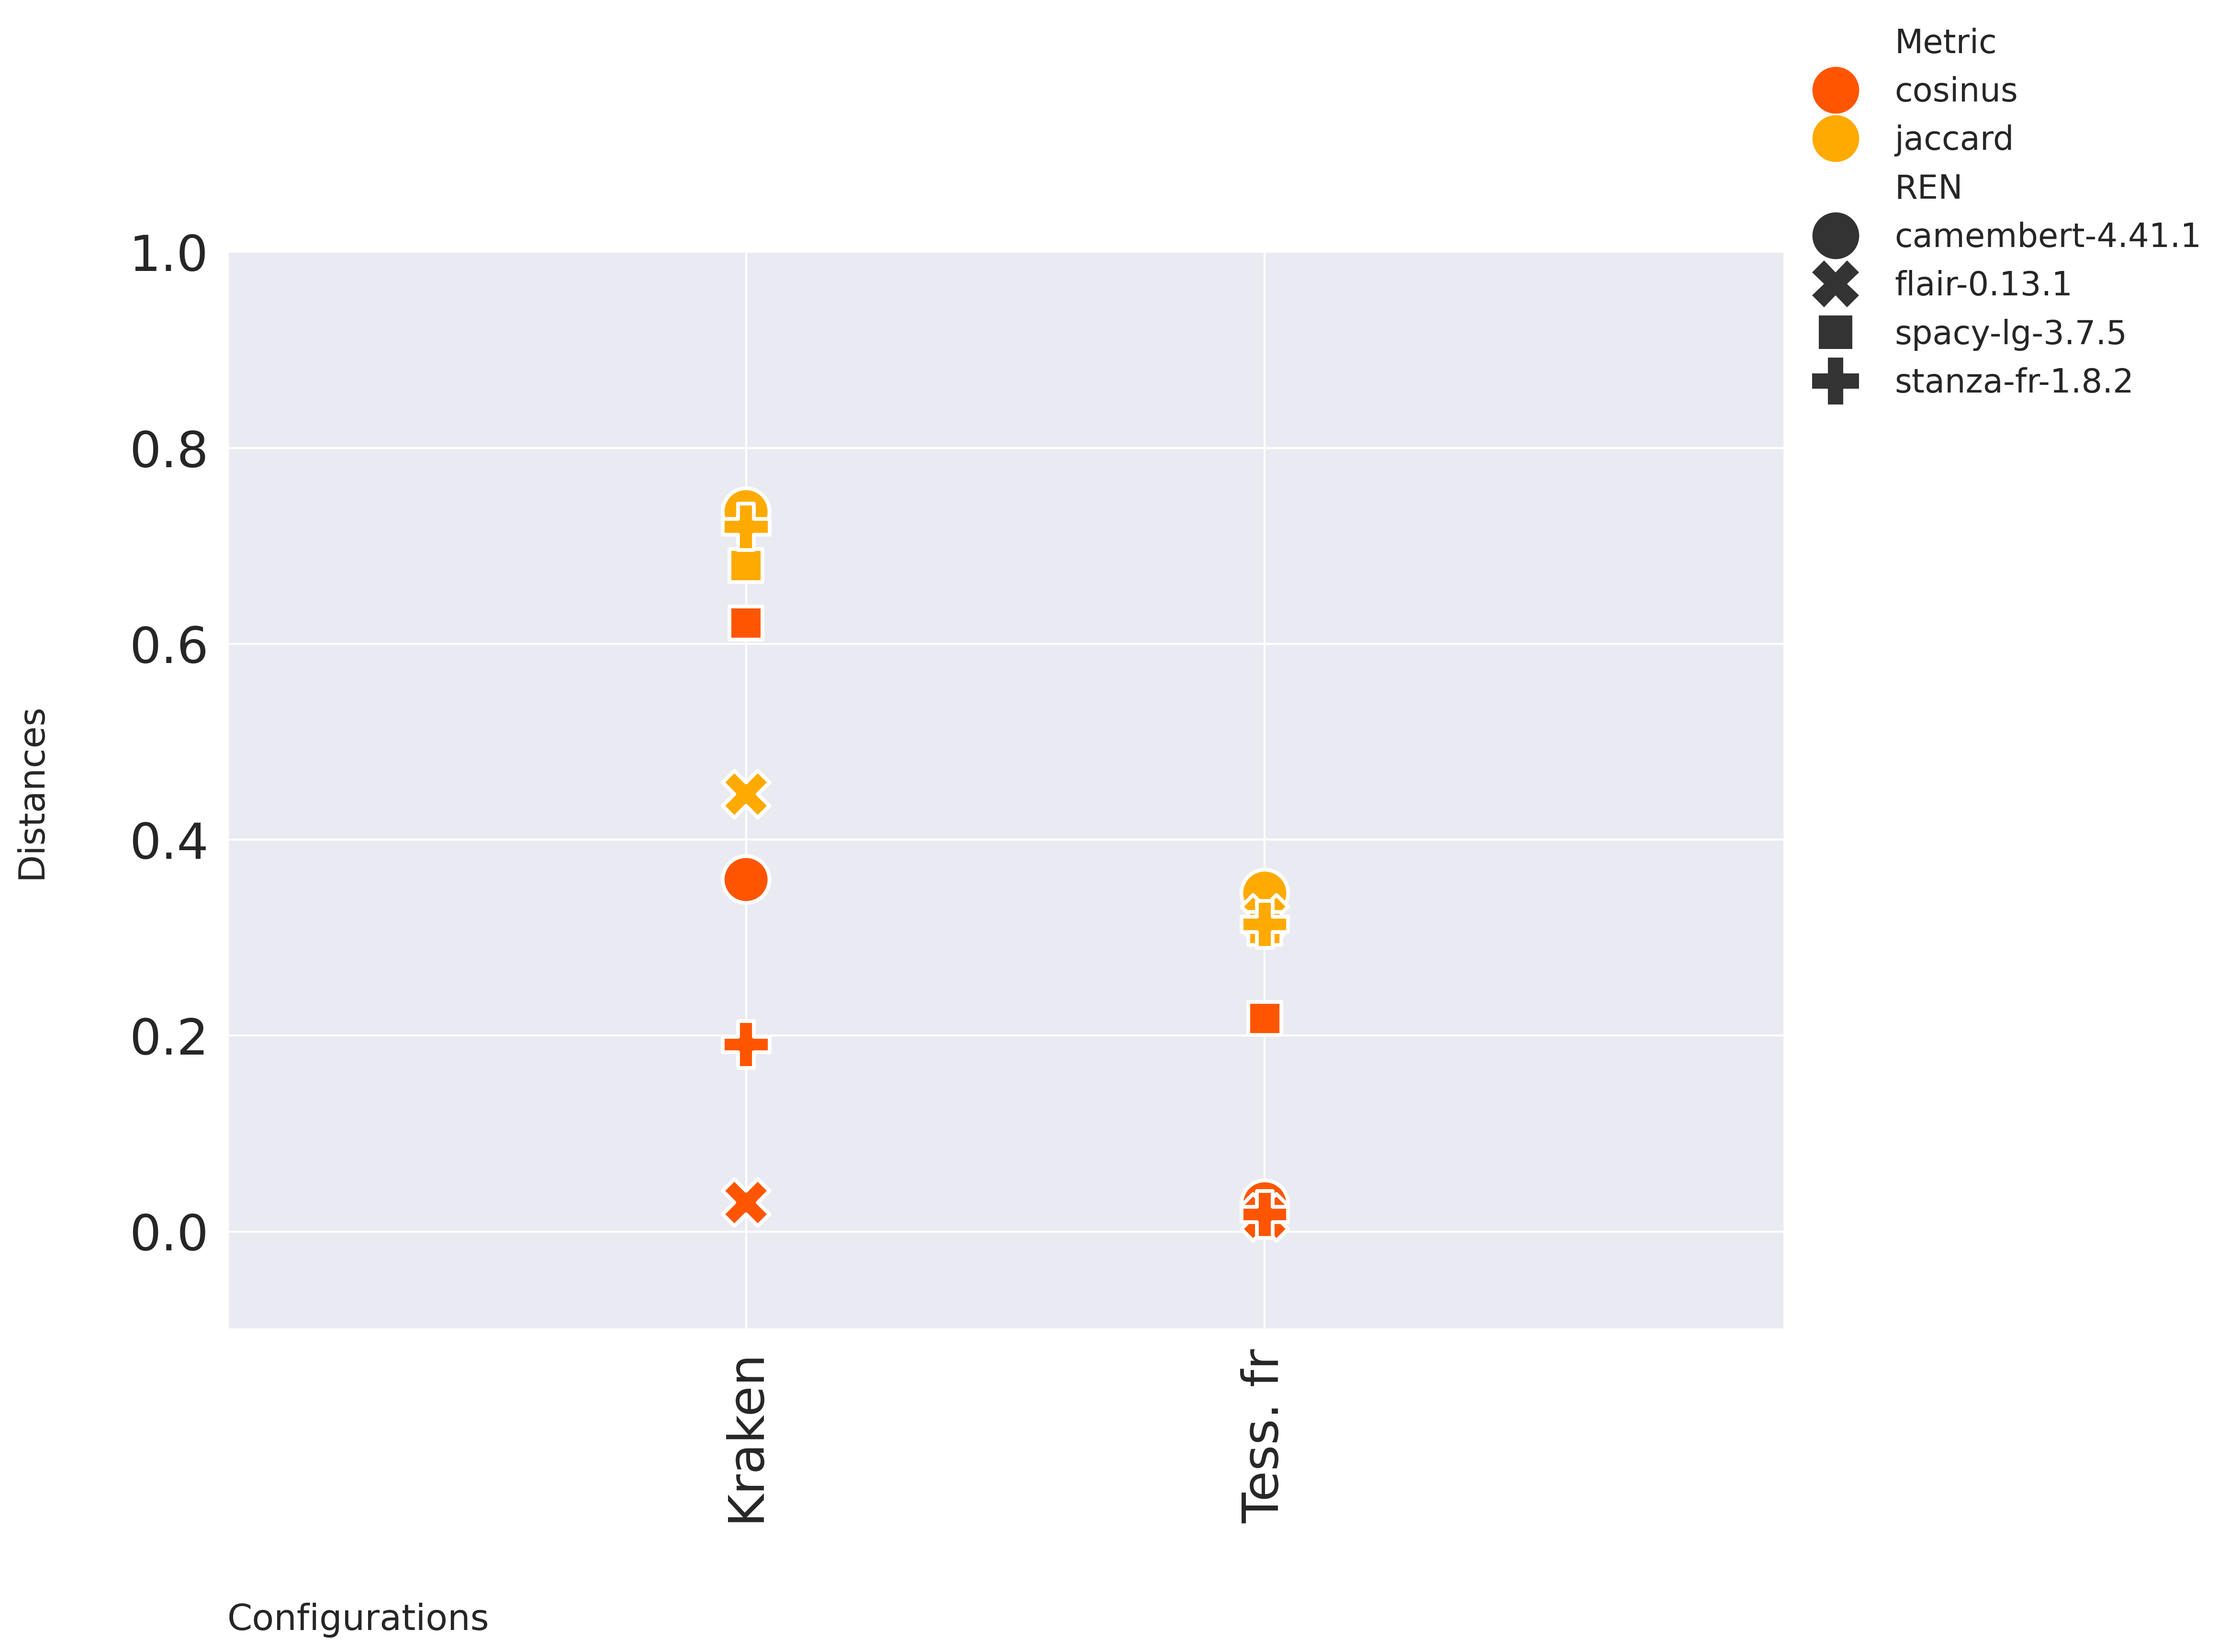 Metric
cosinus
jaccard
REN
camembert-4.41.1
flair-0.13.1
spacy-lg-3.7.5
stanza-fr-1.8.2
1.0
0.8
0.6
0.4
0.2
0.0
Distances
Kraken
Tess. fr
Configurations